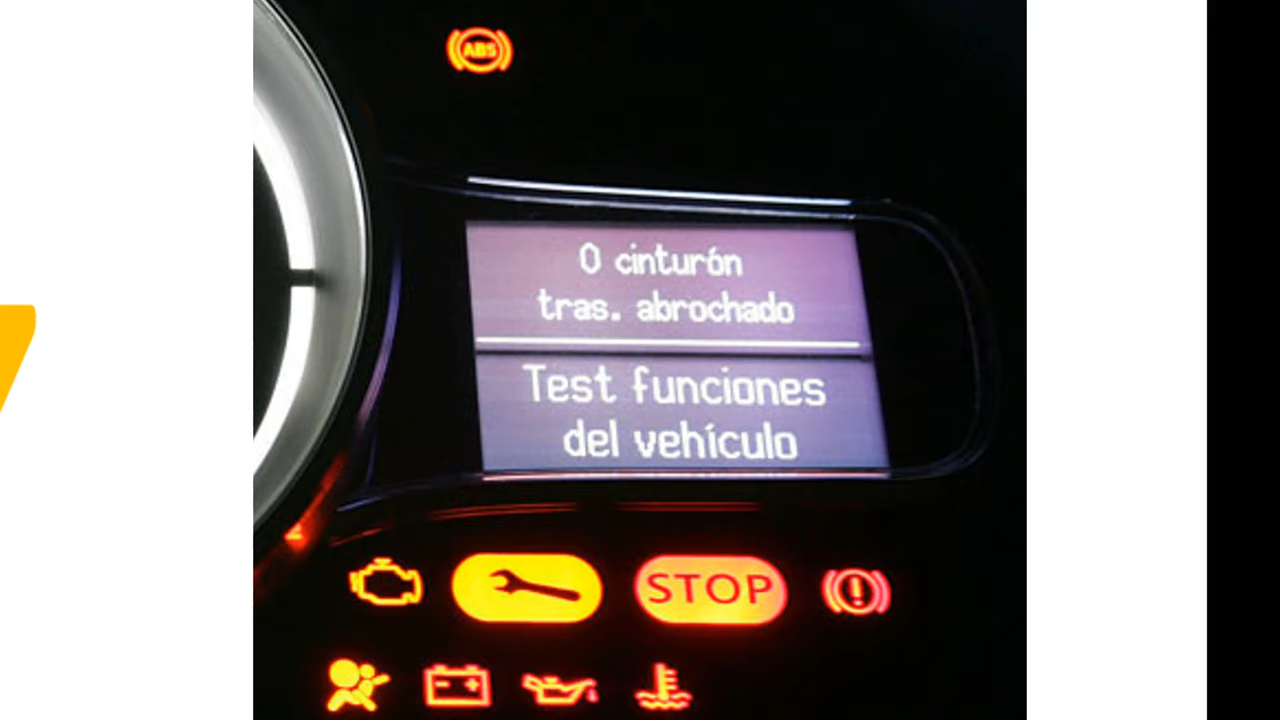 ABS
0 cinturón
tras. abrochado
Test funciones
del vehículo
STOP